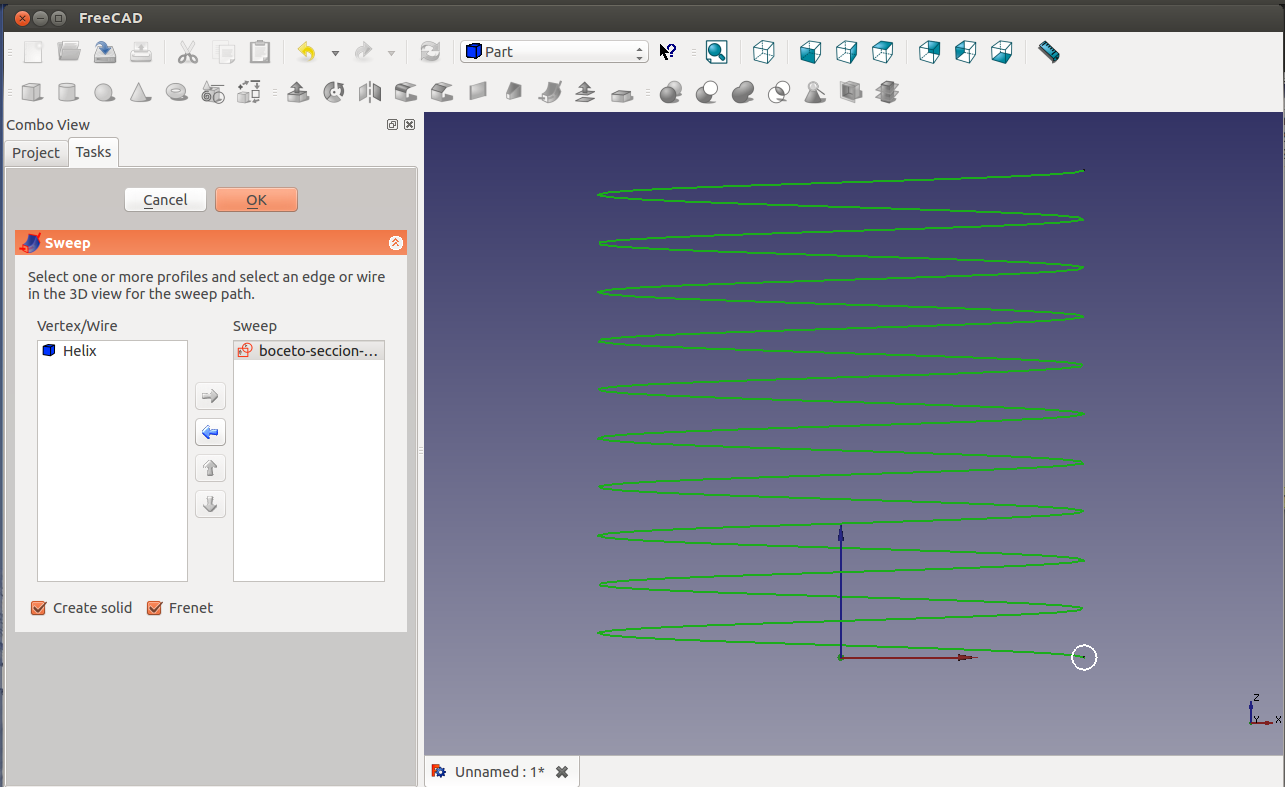 FreeCAD
Part
Combo View
Project
Tasks
Cancel
OK
Sweep
Select one or more profiles and select an edge or wire
in the 3D view for the sweep path.
Vertex/Wire
Sweep
Helix
boceto-seccion-...
Create solid
Frenet
Z
Y
X
Unnamed : 1*